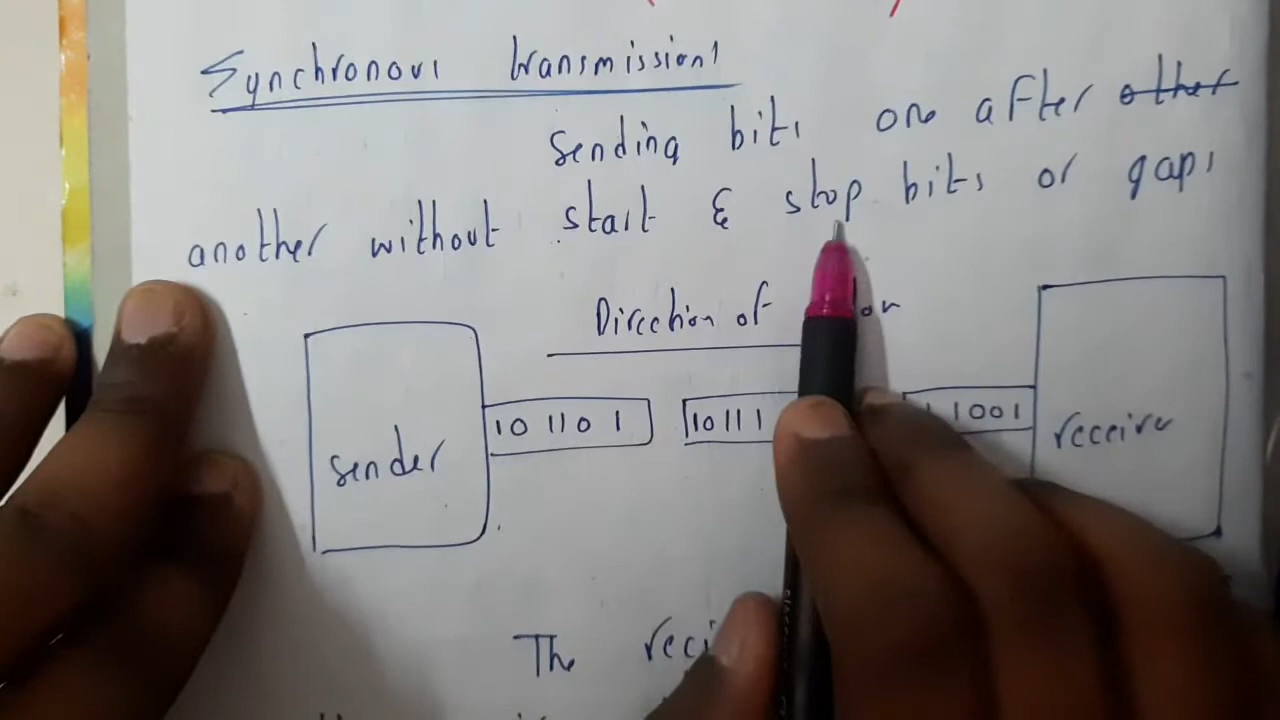 Synchronous transmission
sending bits one after other
another without start & stop bits or gaps
Direction of
sender
10 1101
10111
1001
receiver
The